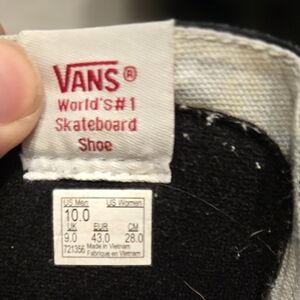 VANS®
World's#1
Skateboard
Shoe
US Men US Women
10.0
UK EUR CM
9.0 43.0 28.0
721356 Made in Vietnam
Fabriqué en Vietnam